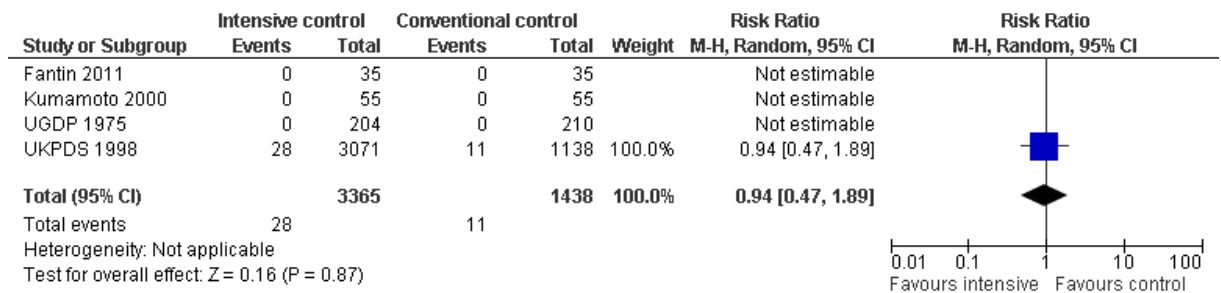 Intensive control Conventional control Risk Ratio Risk Ratio
Study or Subgroup Events Total Events Total Weight M-H, Random, 95% CI M-H, Random, 95% CI
Fantin 2011 0 35 0 35 Not estimable
Kumamoto 2000 0 55 0 55 Not estimable
UGDP 1975 0 204 0 210 Not estimable
UKPDS 1998 28 3071 11 1138 100.0% 0.94 [0.47, 1.89]
Total (95% CI) 3365 1438 100.0% 0.94 [0.47, 1.89]
Total events 28 11
Heterogeneity: Not applicable
Test for overall effect: Z = 0.16 (P = 0.87)
0.01 0.1 1 10 100
Favours intensive Favours control